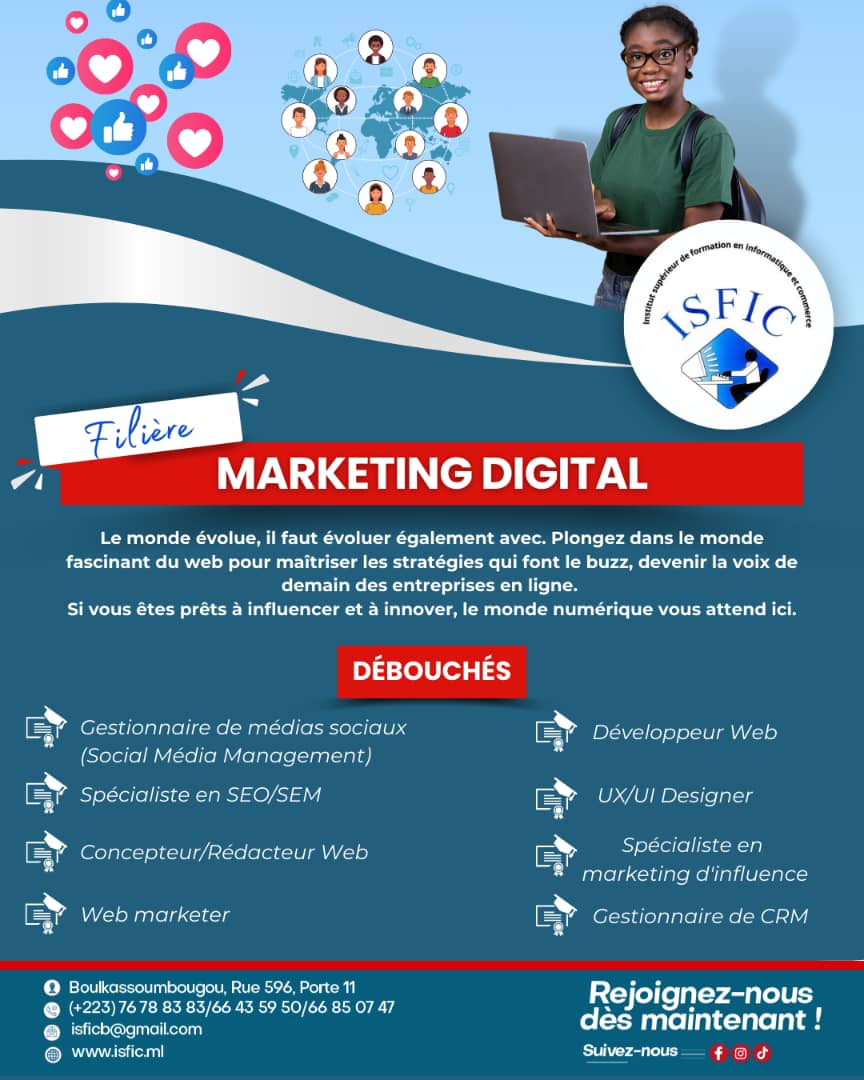 Institut supérieur de formation en informatique et commerce
ISFIC
Filière
MARKETING DIGITAL
Le monde évolue, il faut évoluer également avec. Plongez dans le monde
fascinant du web pour maîtriser les stratégies qui font le buzz, devenir la voix de
demain des entreprises en ligne.
Si vous êtes prêts à influencer et à innover, le monde numérique vous attend ici.
DÉBOUCHÉS
Gestionnaire de médias sociaux
(Social Média Management)
Spécialiste en SEO/SEM
Concepteur/Rédacteur Web
Web marketer
Développeur Web
UX/UI Designer
Spécialiste en
marketing d'influence
Gestionnaire de CRM
Boulkassoumbougou, Rue 596, Porte 11
(+223) 76 78 83 83/66 43 59 50/66 85 07 47
isficb@gmail.com
www.isfic.ml
Rejoignez-nous
dès maintenant !
Suivez-nous